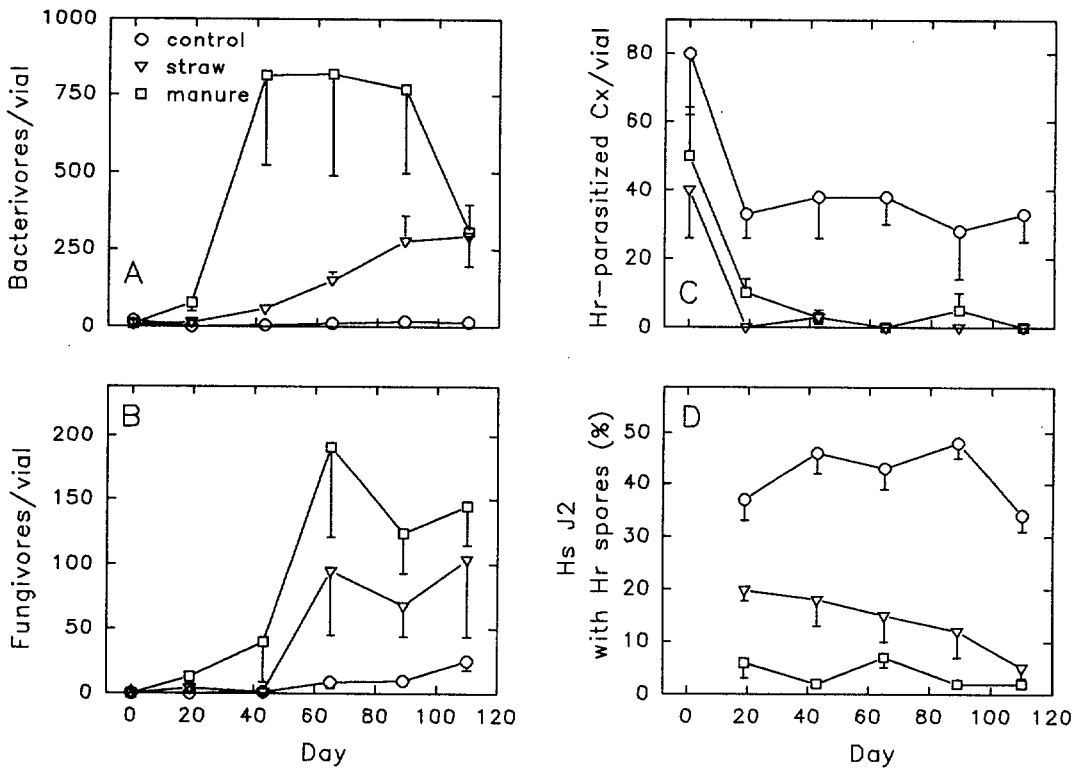 1000
750
500
250
0
Bacterivores/vial
control
straw
manure
A
80
60
40
20
0
Hr-parasitized Cx/vial
C
200
150
100
50
0
Fungivores/vial
B
0 20 40 60 80 100 120
Day
50
40
30
20
10
0
Hs J2
with Hr spores (%)
D
0 20 40 60 80 100 120
Day